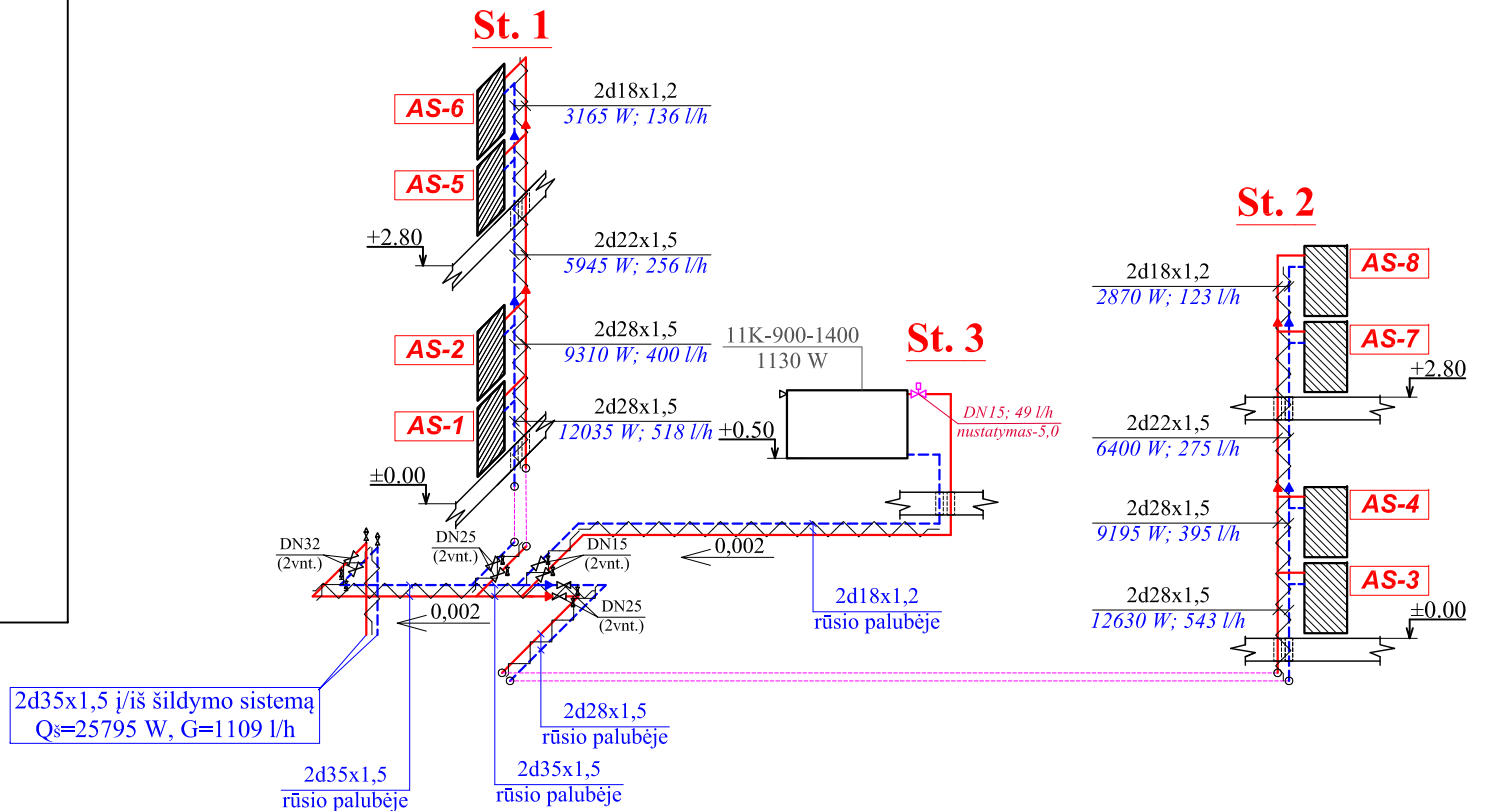 St. 1
AS-6
2d18x1,2
3165 W; 136 l/h
AS-5
+2.80
2d22x1,5
5945 W; 256 l/h
AS-2
2d28x1,5
9310 W; 400 l/h
AS-1
2d28x1,5
12035 W; 518 l/h
±0.00
11K-900-1400
1130 W
St. 3
DN15; 49 l/h
nustatymas-5,0
+0.50
St. 2
2d18x1,2
2870 W; 123 l/h
AS-8
AS-7
+2.80
2d22x1,5
6400 W; 275 l/h
2d28x1,5
9195 W; 395 l/h
AS-4
AS-3
2d28x1,5
12630 W; 543 l/h
±0.00
DN32
(2vnt.)
DN25
(2vnt.)
DN15
(2vnt.)
0,002
0,002
DN25
(2vnt.)
2d18x1,2
rūsio palubėje
2d35x1,5 į/iš šildymo sistemą
Qš=25795 W, G=1109 l/h
2d28x1,5
rūsio palubėje
2d35x1,5
rūsio palubėje
2d35x1,5
rūsio palubėje